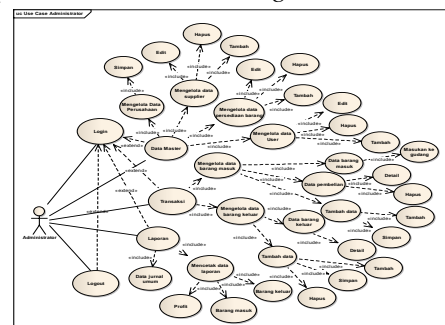 uc Use Case Administrator
Hapus
Edit
Tambah
Simpan
Hapus
Edit
Mengelola data
supplier
Mengelola Data
Perusahaan
Tambah
Mengelola data
persediaan barang
Edit
Login
Hapus
Mengelola data
User
Data Master
Tambah
Masukan ke
gudang
Mengelola data
barang masuk
Data barang
masuk
Detail
Data pembelian
Hapus
Transaksi
Mengelola data
barang keluar
Tambah data
Tambah
Data barang
keluar
Simpan
Administrator
Laporan
Detail
Tambah data
Mencetak data
laporan
Tambah
Data jurnal
umum
Simpan
Logout
Barang keluar
Hapus
Profit
Barang masuk
«include»
«extend»